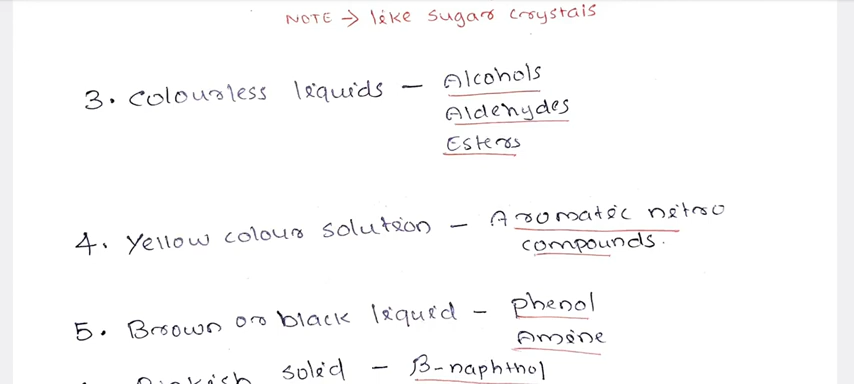 NOTE → like sugar crystals
3. Colourless liquids – Alcohols
Aldehydes
Esters
4. Yellow colour solution – Aromatic nitro
compounds.
5. Brown or black liquid – phenol
Amine
Pinkish solid – β-naphthol